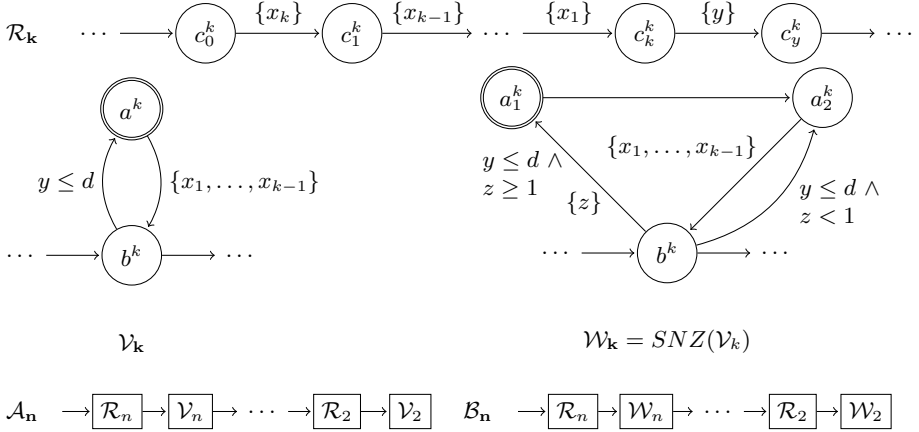 R_k ⋯ c_0^k {x_k} c_1^k {x_{k−1}} ⋯ {x_1} c_k^k {y} c_y^k ⋯
a^k
y ≤ d {x_1, …, x_{k−1}}
⋯ b^k ⋯
V_k
a_1^k a_2^k
{x_1, …, x_{k−1}}
y ≤ d ∧
z ≥ 1
{z}
y ≤ d ∧
z < 1
⋯ b^k ⋯
W_k = SNZ(V_k)
A_n R_n V_n ⋯ R_2 V_2
B_n R_n W_n ⋯ R_2 W_2